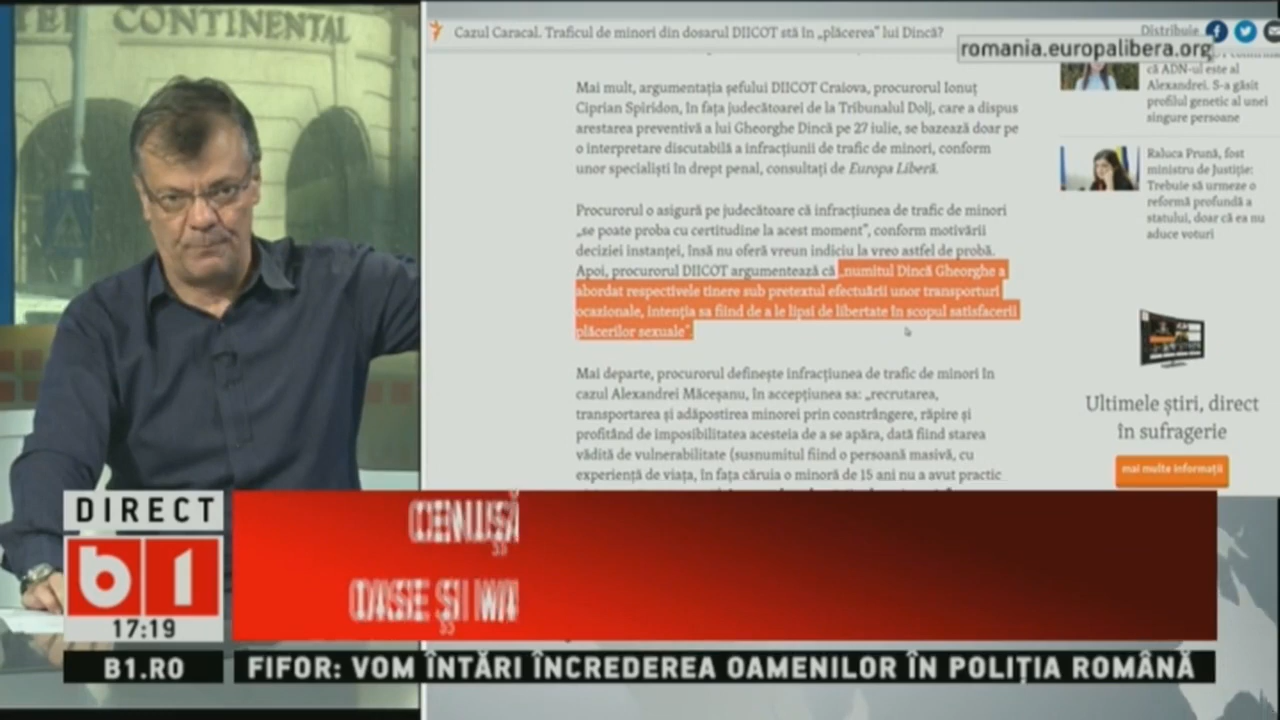 TEL CONTINENTAL
Cazul Caracal. Traficul de minori din dosarul DIICOT stă în „plăcerea” lui Dincă?
Distribuie
romania.europalibera.org
Mai mult, argumentația șefului DIICOT Craiova, procurorul Ionuț
Ciprian Spiridon, în fața judecătoarei de la Tribunalul Dolj, care a dispus
arestarea preventivă a lui Gheorghe Dincă pe 27 iulie, se bazează doar pe
o interpretare discutabilă a infracțiunii de trafic de minori, conform
unor specialiști în drept penal, consultați de Europa Liberă.
Procurorul o asigură pe judecătoare că infracțiunea de trafic de minori
„se poate proba cu certitudine la acest moment”, conform motivării
deciziei instanței, însă nu oferă vreun indiciu la vreo astfel de probă.
Apoi, procurorul DIICOT argumentează că „numitul Dincă Gheorghe a
abordat respectivele tinere sub pretextul efectuării unor transporturi
ocazionale, intenția sa fiind de a le lipsi de libertate în scopul satisfacerii
plăcerilor sexuale”.
Mai departe, procurorul definește infracțiunea de trafic de minori în
cazul Alexandrei Măceșanu, în accepțiunea sa: „recrutarea,
transportarea și adăpostirea minorei prin constrângere, răpire și
profitând de imposibilitatea acesteia de a se apăra, dată fiind starea
vădită de vulnerabilitate (susnumitul fiind o persoană masivă, cu
experiență de viața, în fața căruia o minoră de 15 ani nu a avut practic
că ADN-ul este al
Alexandrei. S-a găsit
profilul genetic al unei
singure persoane
Raluca Prună, fost
ministru de Justiție:
Trebuie să urmeze o
reformă profundă a
statului, doar că ea nu
aduce voturi
Ultimele știri, direct
în sufragerie
mai multe informații
DIRECT
b1
17:19
B1.RO
CENUȘĂ
OASE ȘI
FIFOR: VOM ÎNTĂRI ÎNCREDEREA OAMENILOR ÎN POLIȚIA ROMÂNĂ